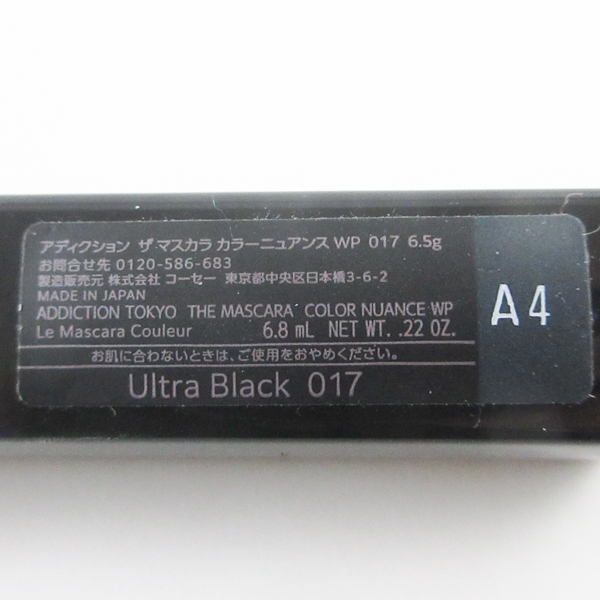 アディクション ザ マスカラ カラーニュアンス WP 017 6.5g
お問合せ先 0120-586-683
製造販売元 株式会社 コーセー 東京都中央区日本橋3-6-2
MADE IN JAPAN
ADDICTION TOKYO THE MASCARA COLOR NUANCE WP
Le Mascara Couleur 6.8 mL NET WT. .22 OZ.
お肌に合わないときは、ご使用をおやめください。
Ultra Black 017
A4